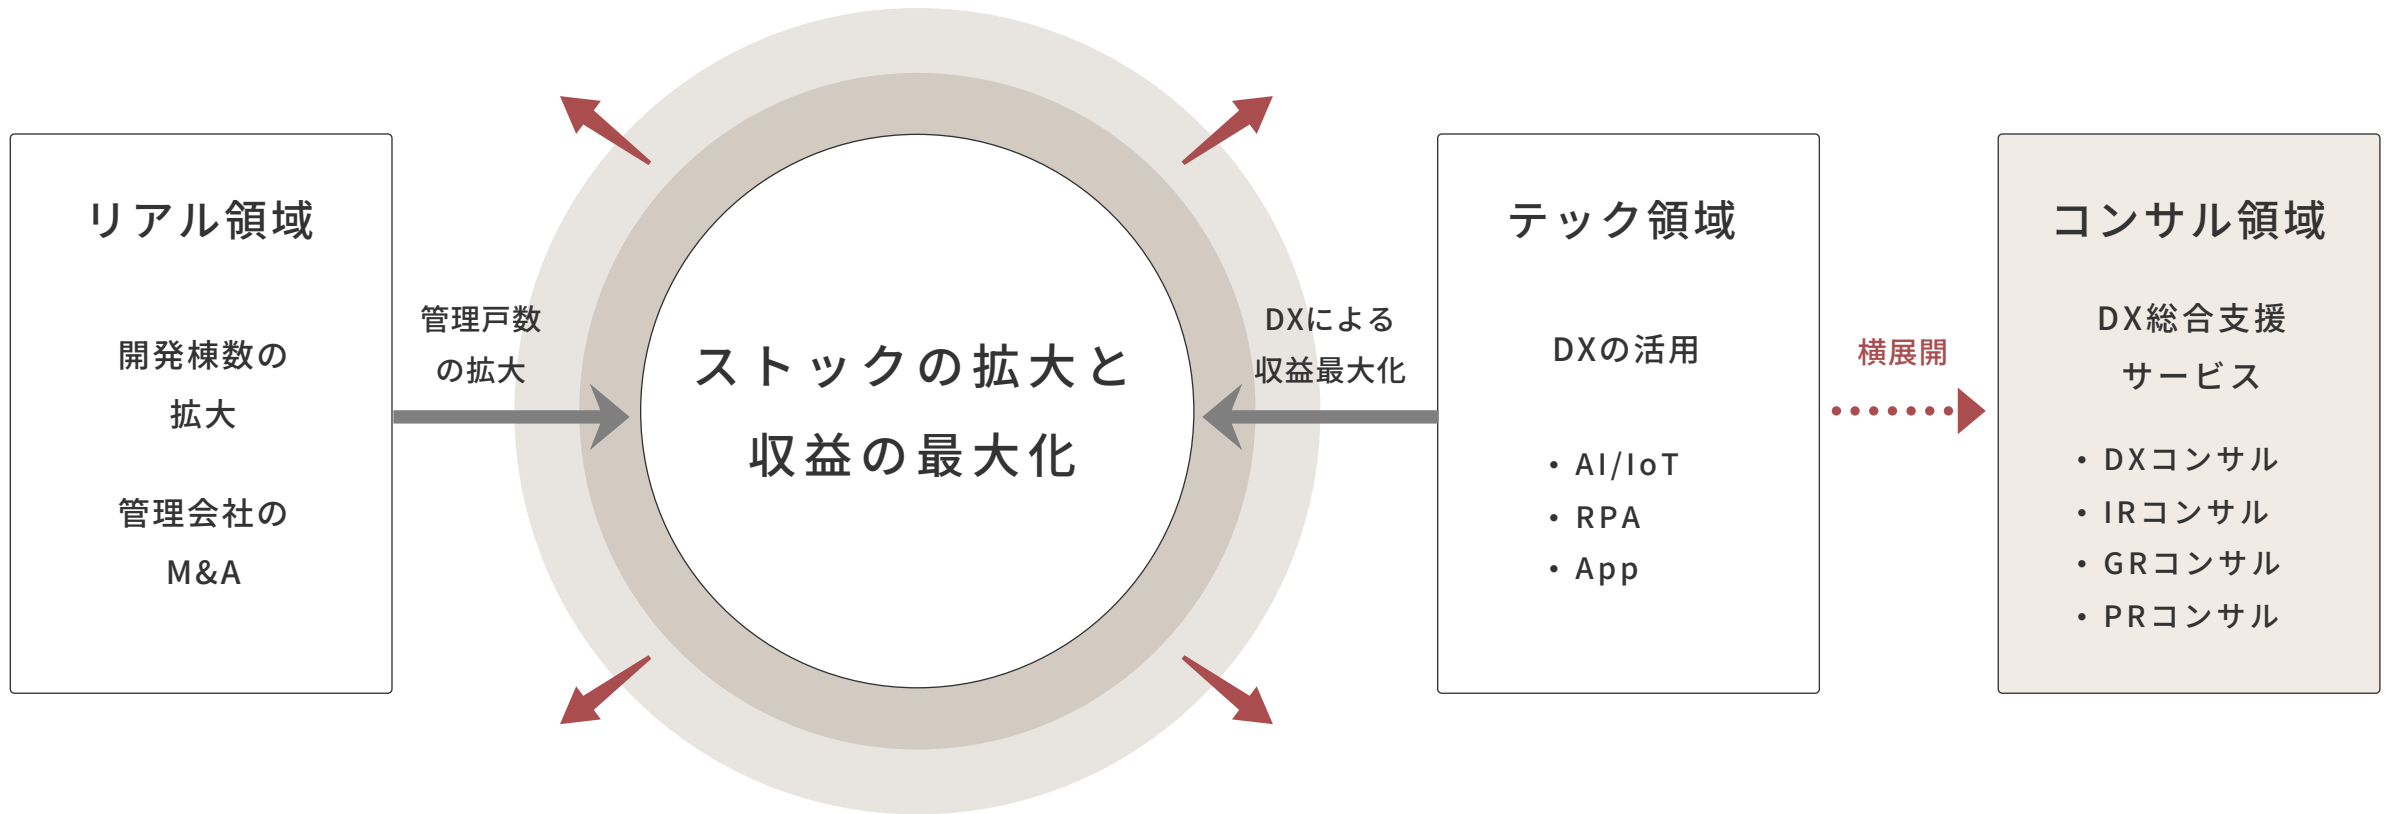 リアル領域
開発棟数の
拡大
管理会社の
M&A
管理戸数
の拡大
ストックの拡大と
収益の最大化
DXによる
収益最大化
テック領域
DXの活用
・AI/IoT
・RPA
・App
横展開
コンサル領域
DX総合支援
サービス
・DXコンサル
・IRコンサル
・GRコンサル
・PRコンサル